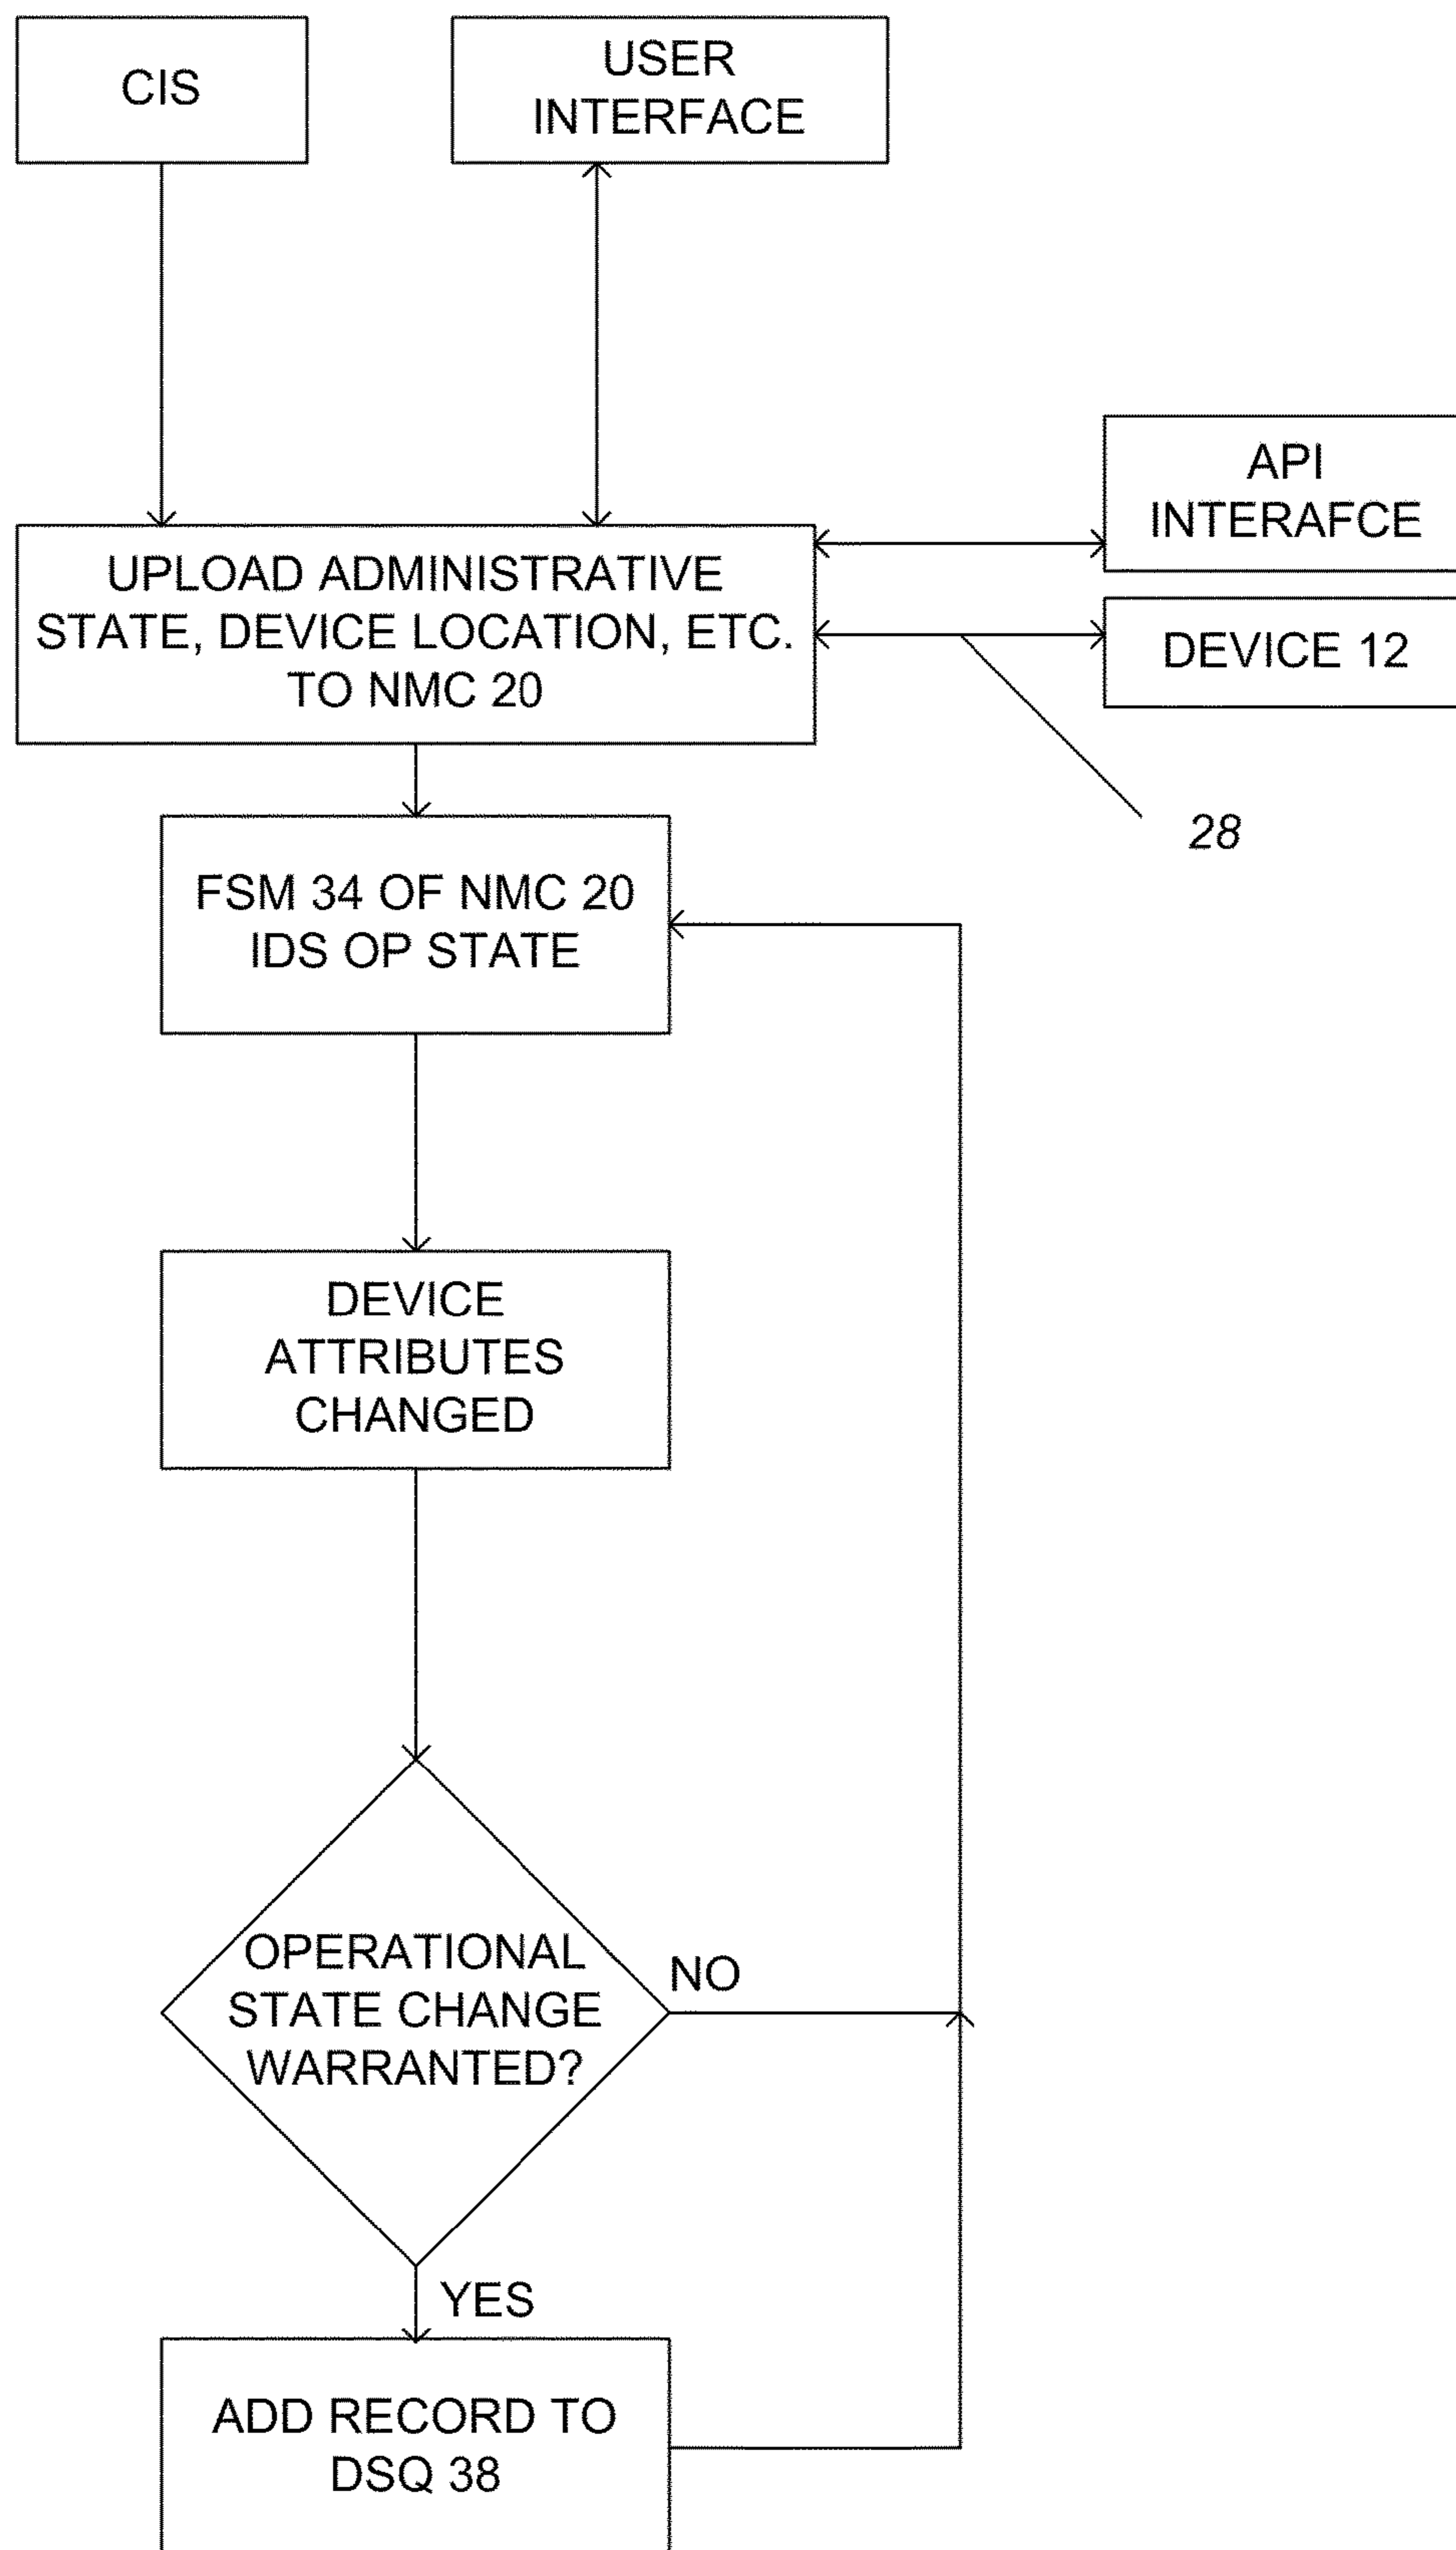 CIS
USER
INTERFACE
API
INTERAFCE
UPLOAD ADMINISTRATIVE
STATE, DEVICE LOCATION, ETC.
TO NMC 20
DEVICE 12
28
FSM 34 OF NMC 20
IDS OP STATE
DEVICE
ATTRIBUTES
CHANGED
OPERATIONAL
STATE CHANGE
WARRANTED?
NO
YES
ADD RECORD TO
DSQ 38